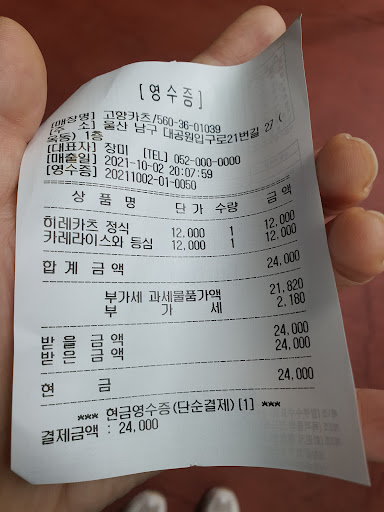 [영수증]
[매장명] 고양카츠/560-36-01039
[주 소] 울산 남구 대공원입구로21번길 27 (
옥동) 1층
[대표자] 장미 [TEL] 052-000-0000
[매출일] 2021-10-02 20:07:59
[영수증] 20211002-01-0050
상 품 명 단 가 수량 금 액
히레카츠 정식 12,000 1 12,000
카레라이스와 등심 12,000 1 12,000
합 계 금 액 24,000
부가세 과세물품가액 21,820
부 가 세 2,180
받 을 금 액 24,000
받 은 금 액 24,000
현 금 24,000
*** 현금영수증(단순결제) [1] ***
결제금액 : 24,000